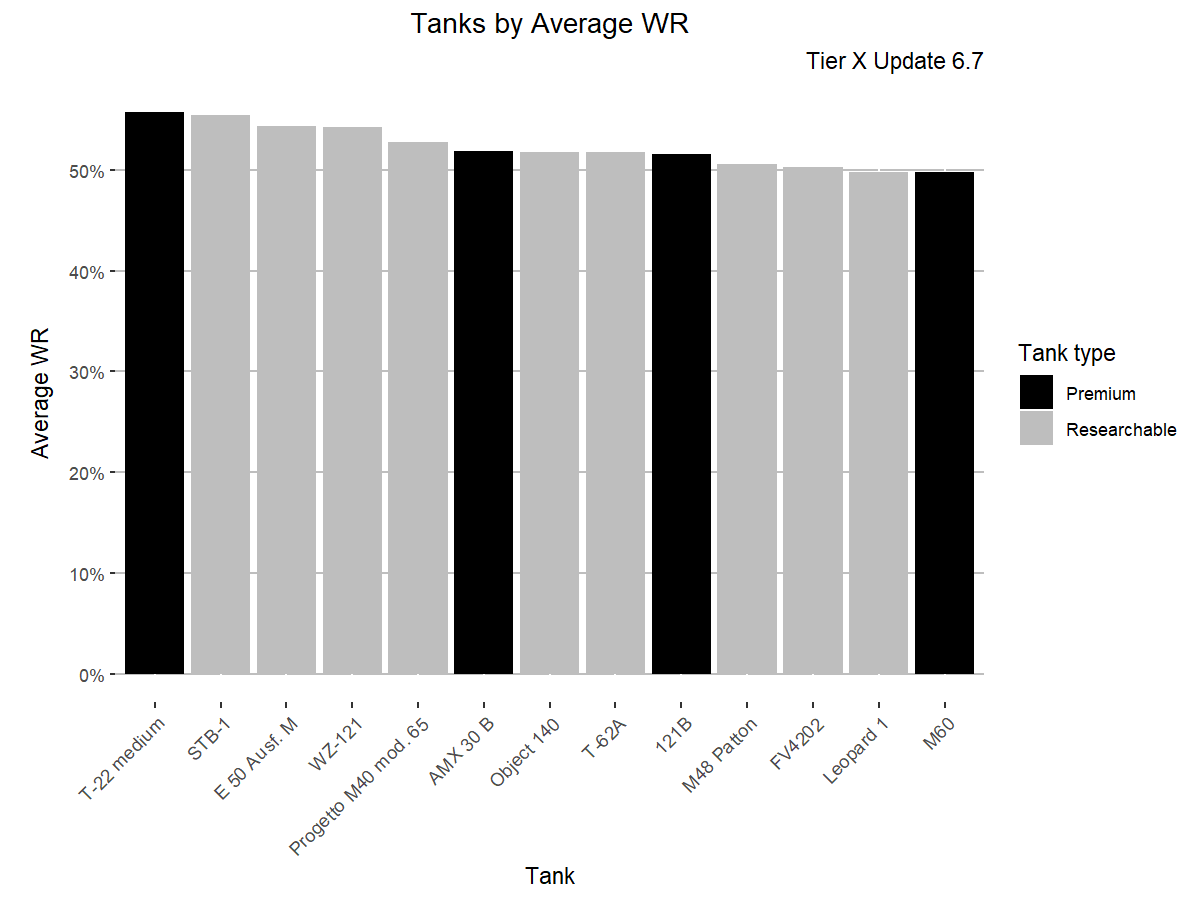 Tanks by Average WR
Tier X Update 6.7
Average WR
50%
40%
30%
20%
10%
0%
T-22 medium
STB-1
E 50 Ausf. M
WZ-121
Progetto M40 mod. 65
AMX 30 B
Object 140
T-62A
121B
M48 Patton
FV4202
Leopard 1
M60
Tank
Tank type
Premium
Researchable